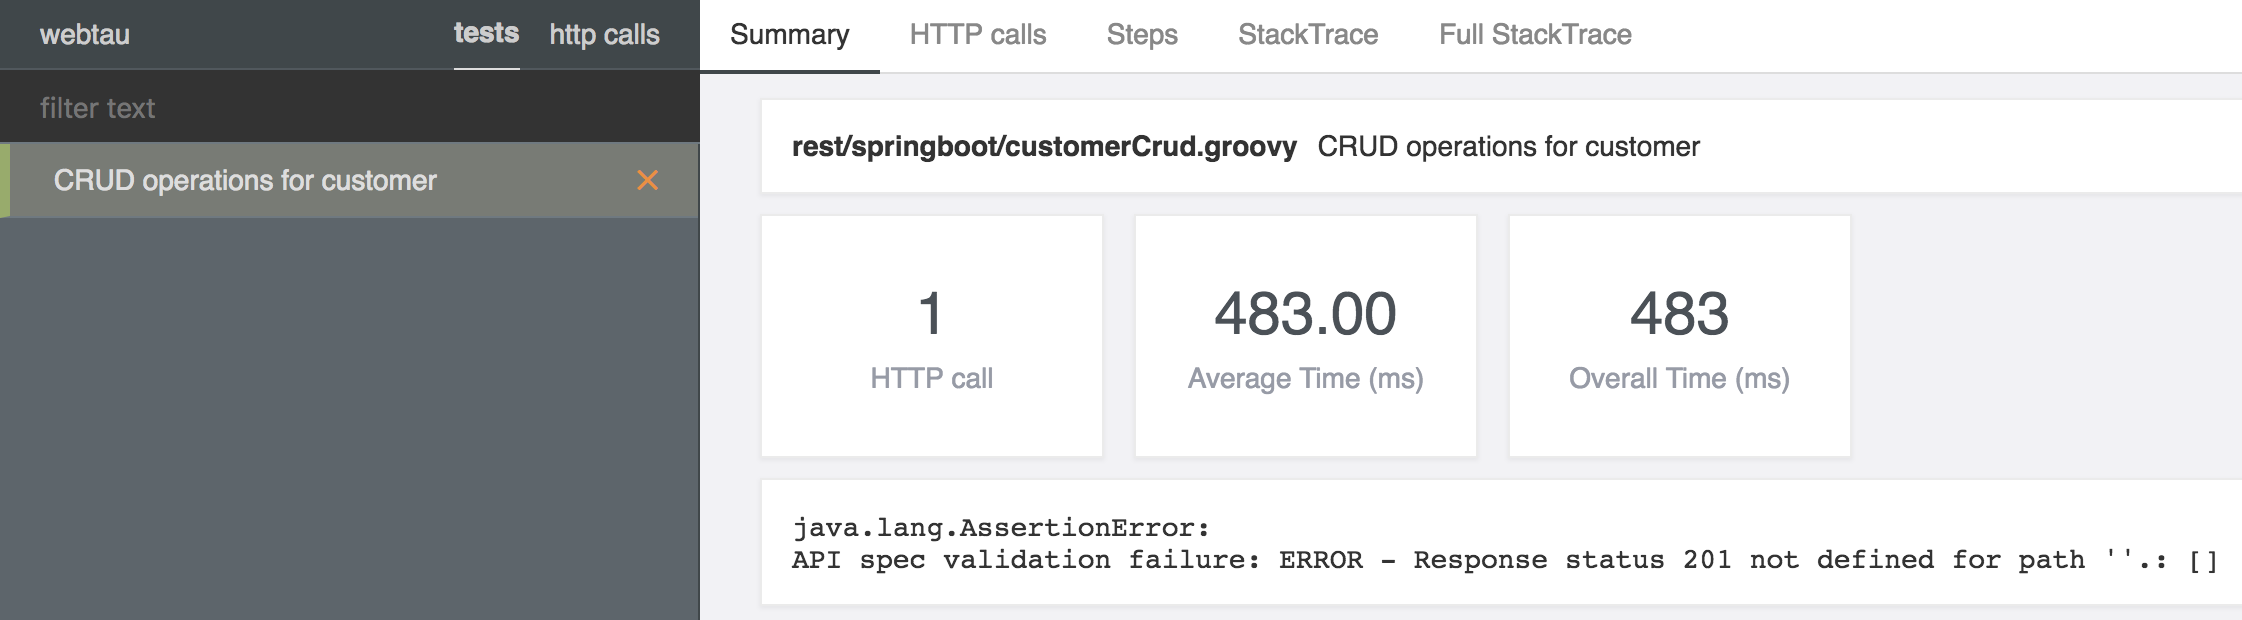 webtau tests http calls
filter text
CRUD operations for customer
Summary HTTP calls Steps StackTrace Full StackTrace
rest/springboot/customerCrud.groovy CRUD operations for customer
1
HTTP call
483.00
Average Time (ms)
483
Overall Time (ms)
java.lang.AssertionError:
API spec validation failure: ERROR - Response status 201 not defined for path ''.: []